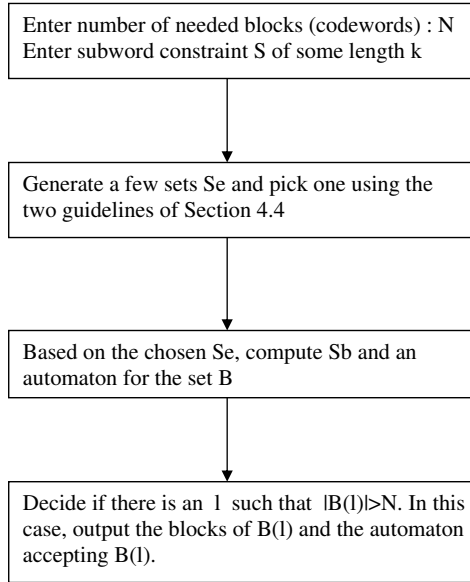 Enter number of needed blocks (codewords) : N
Enter subword constraint S of some length k
Generate a few sets Se and pick one using the
two guidelines of Section 4.4
Based on the chosen Se, compute Sb and an
automaton for the set B
Decide if there is an l such that |B(l)|>N. In this
case, output the blocks of B(l) and the automaton
accepting B(l).